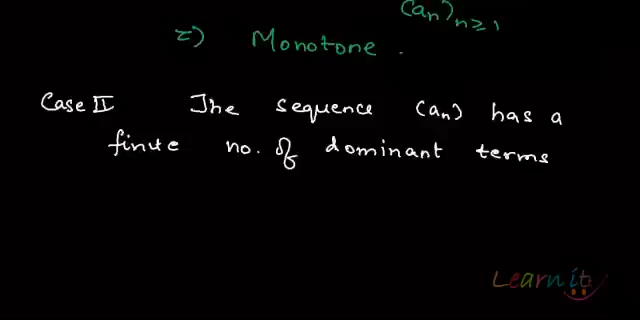 (an)n≥1
=) Monotone.
Case II The sequence (an) has a
finite no. of dominant terms
Learnit